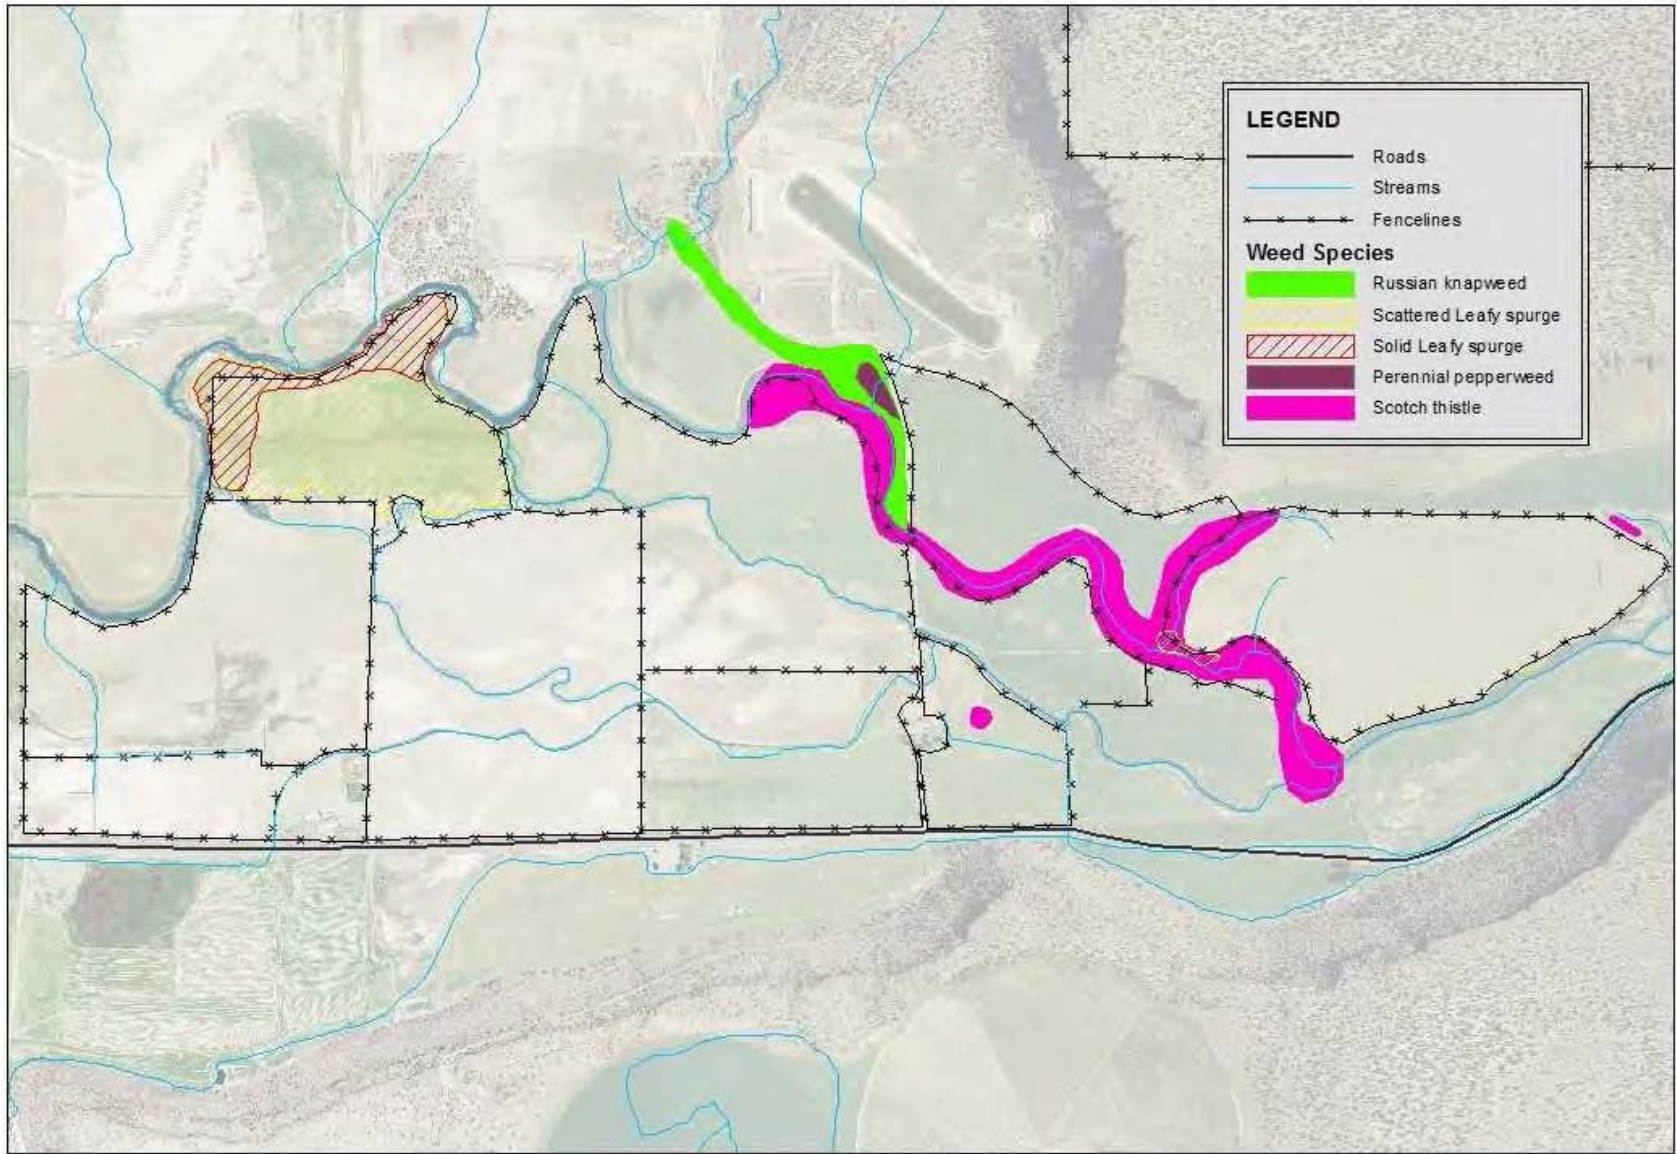 LEGEND
Roads
Streams
Fencelines
Weed Species
Russian knapweed
Scattered Leafy spurge
Solid Leafy spurge
Perennial pepperweed
Scotch thistle